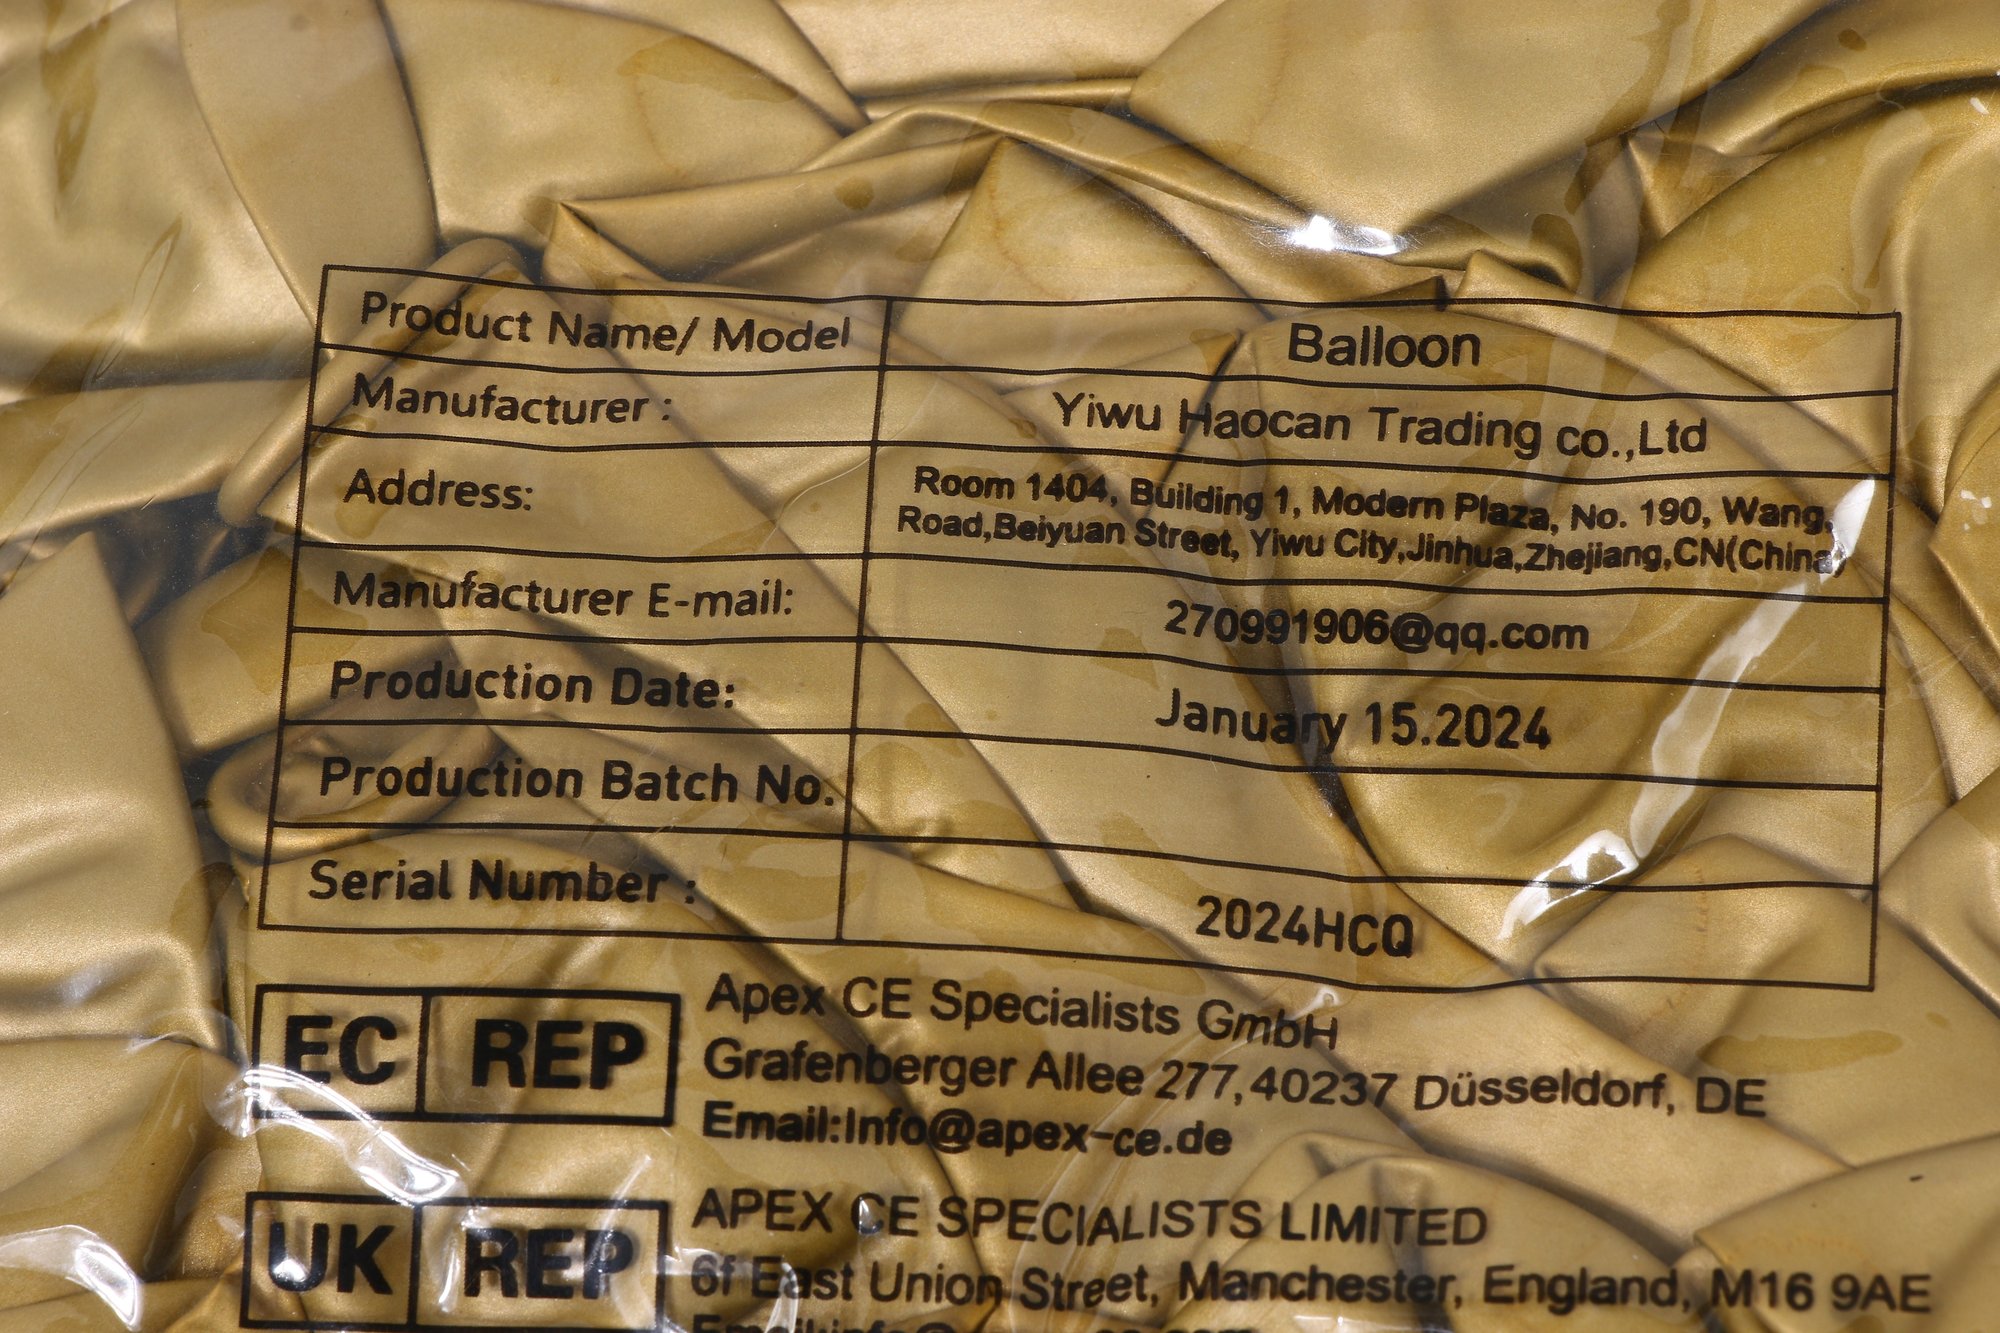 Product Name/ Model Balloon
Manufacturer : Yiwu Haocan Trading co.,Ltd
Address: Room 1404, Building 1, Modern Plaza, No. 190, Wang,
Road,Beiyuan Street, Yiwu City,Jinhua,Zhejiang,CN(China)
Manufacturer E-mail: 270991906@qq.com
Production Date: January 15.2024
Production Batch No.
Serial Number : 2024HCQ
EC REP
Apex CE Specialists GmbH
Grafenberger Allee 277,40237 Düsseldorf, DE
Email:Info@apex-ce.de
UK REP
APEX CE SPECIALISTS LIMITED
6f East Union Street, Manchester, England, M16 9AE